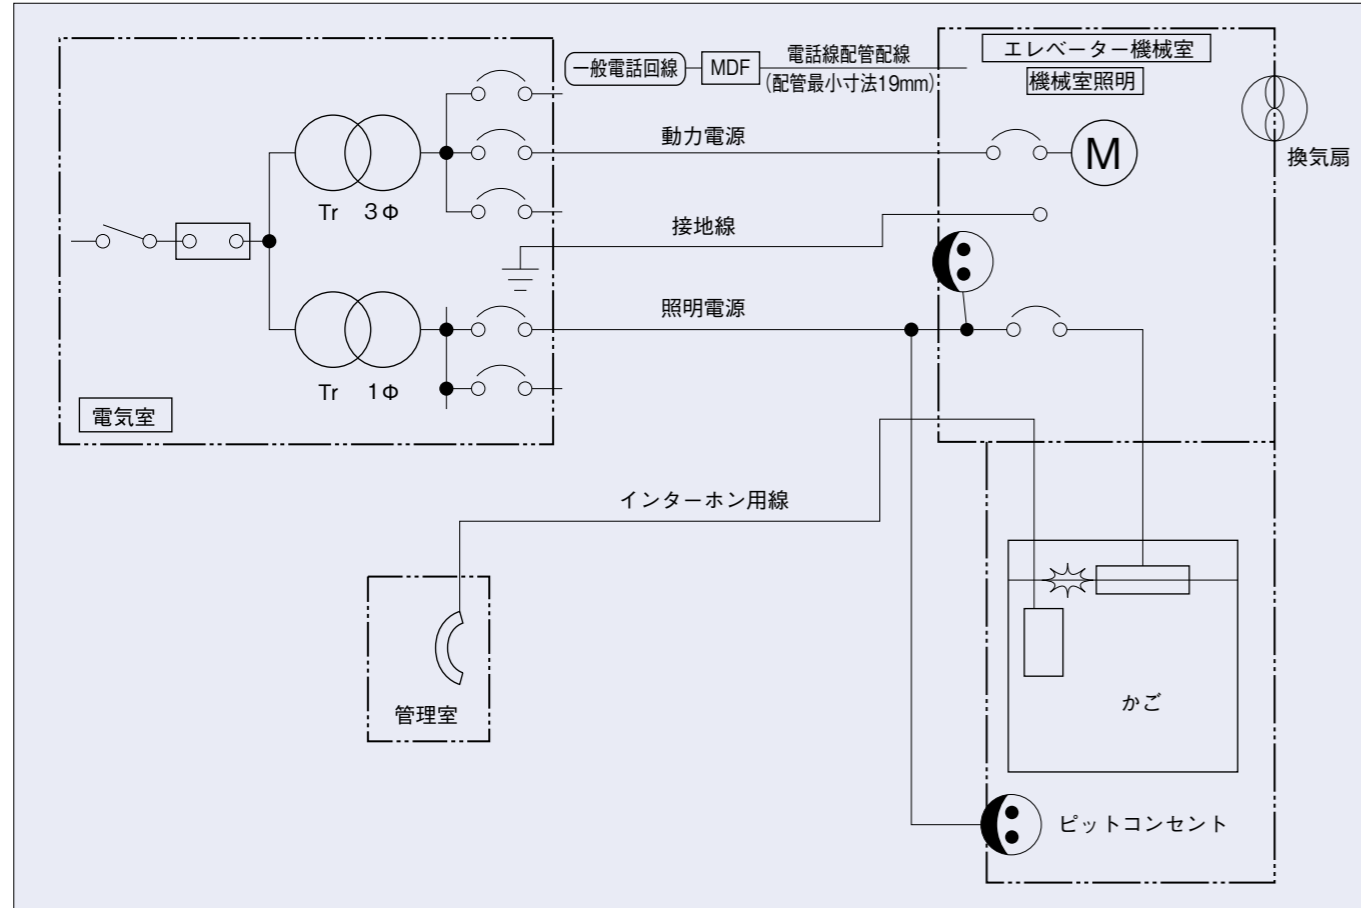 一般電話回線
MDF
電話線配管配線
(配管最小寸法19mm)
エレベーター機械室
機械室照明
換気扇
動力電源
M
Tr 3Φ
接地線
照明電源
Tr 1Φ
電気室
インターホン用線
管理室
かご
ピットコンセント